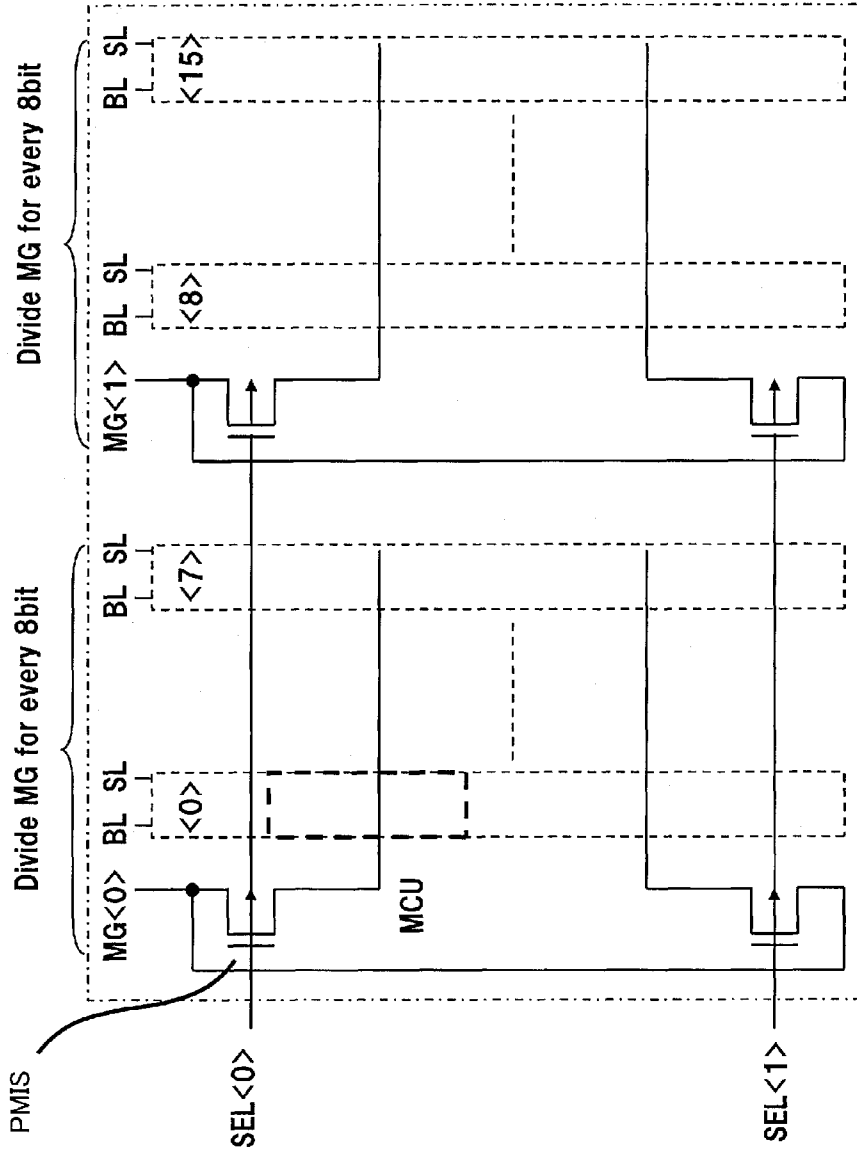 Divide MG for every 8bit
Divide MG for every 8bit
MG<0> BL SL BL SL MG<1> BL SL BL SL
<0> <7> <8> <15>
PMIS
SEL<0>
MCU
SEL<1>